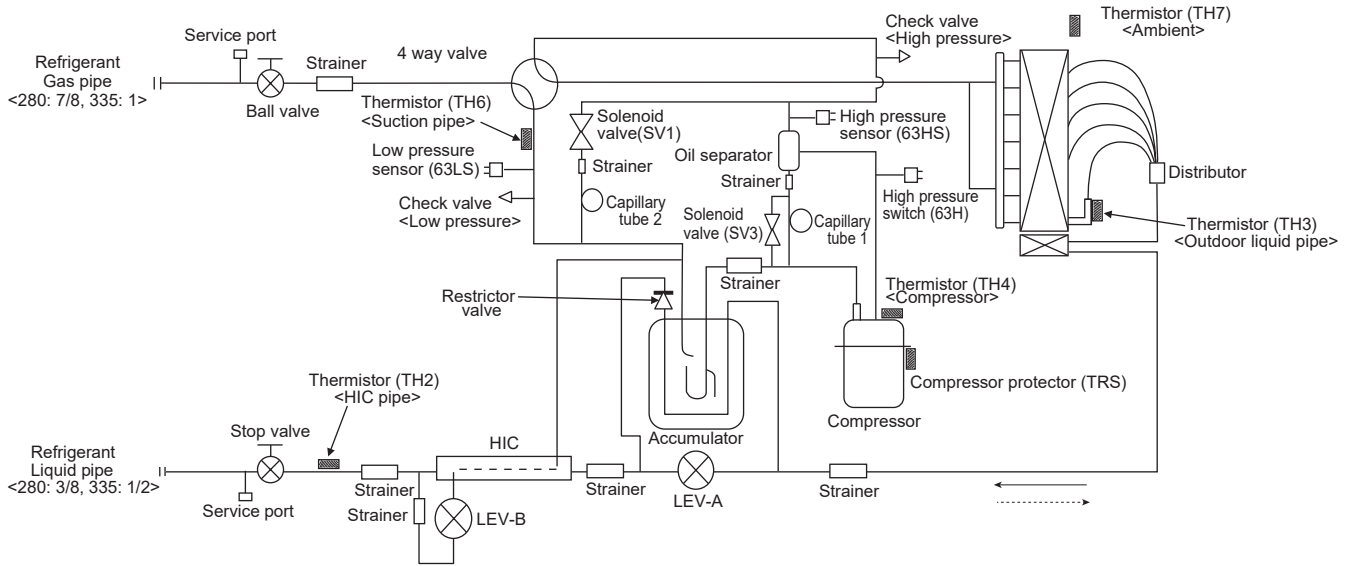 Thermistor (TH7)
<Ambient>
Check valve
<High pressure>
Service port
4 way valve
Strainer
Refrigerant
Gas pipe
<280: 7/8, 335: 1>
Ball valve
Thermistor (TH6)
<Suction pipe>
Solenoid
valve(SV1)
High pressure
sensor (63HS)
Low pressure
sensor (63LS)
Strainer
Oil separator
Strainer
Distributor
Check valve
<Low pressure>
Capillary
tube 2
Solenoid
valve (SV3)
Capillary
tube 1
High pressure
switch (63H)
Thermistor (TH3)
<Outdoor liquid pipe>
Strainer
Thermistor (TH4)
<Compressor>
Restrictor
valve
Thermistor (TH2)
<HIC pipe>
Compressor protector (TRS)
Compressor
Accumulator
Stop valve
HIC
Refrigerant
Liquid pipe
<280: 3/8, 335: 1/2>
Service port
Strainer
Strainer
LEV-B
Strainer
LEV-A
Strainer